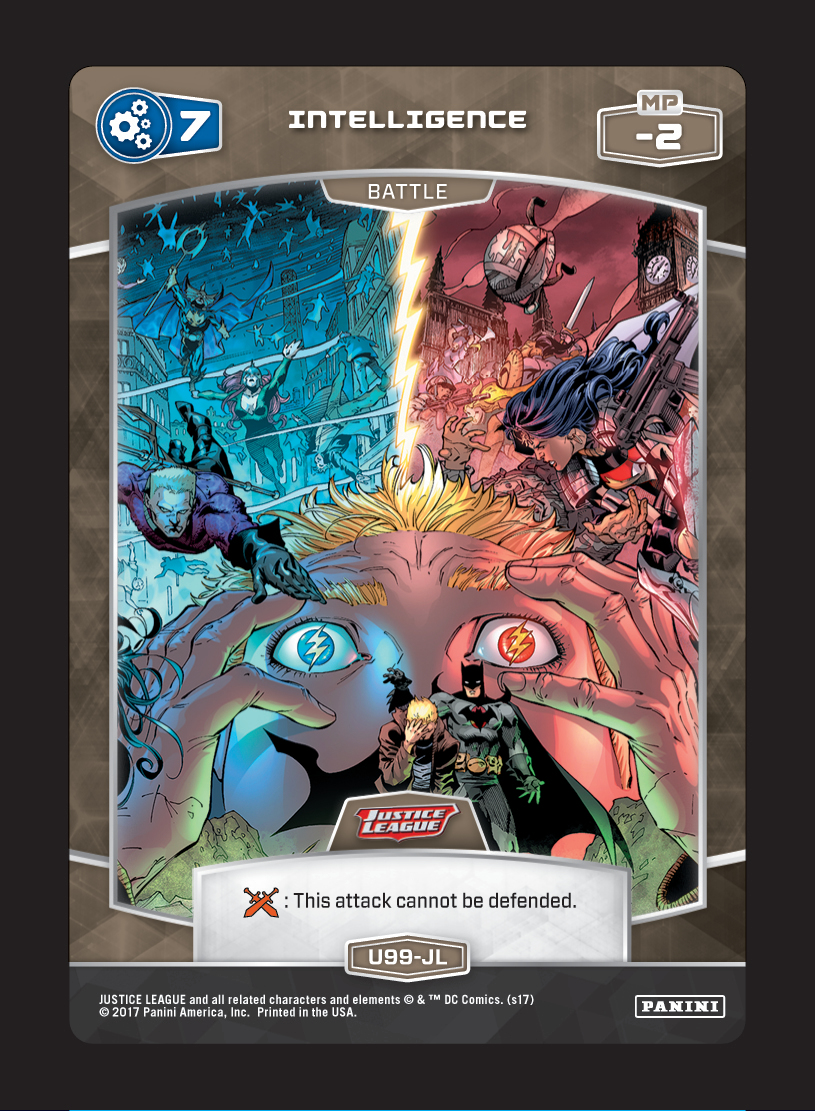 7
INTELLIGENCE
MP
-2
BATTLE
JUSTICE
LEAGUE
: This attack cannot be defended.
U99-JL
JUSTICE LEAGUE and all related characters and elements © & ™ DC Comics. (s17)
© 2017 Panini America, Inc. Printed in the USA.
PANINI